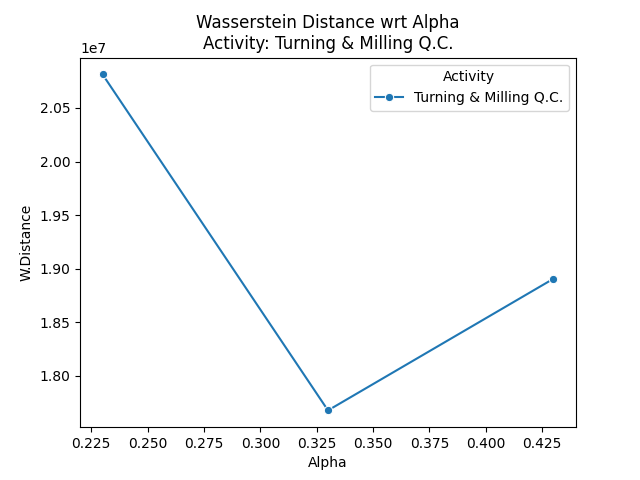 Wasserstein Distance wrt Alpha
Activity: Turning & Milling Q.C.
1e7
Activity
Turning & Milling Q.C.
2.05
2.00
1.95
1.90
1.85
1.80
W.Distance
0.225 0.250 0.275 0.300 0.325 0.350 0.375 0.400 0.425
Alpha